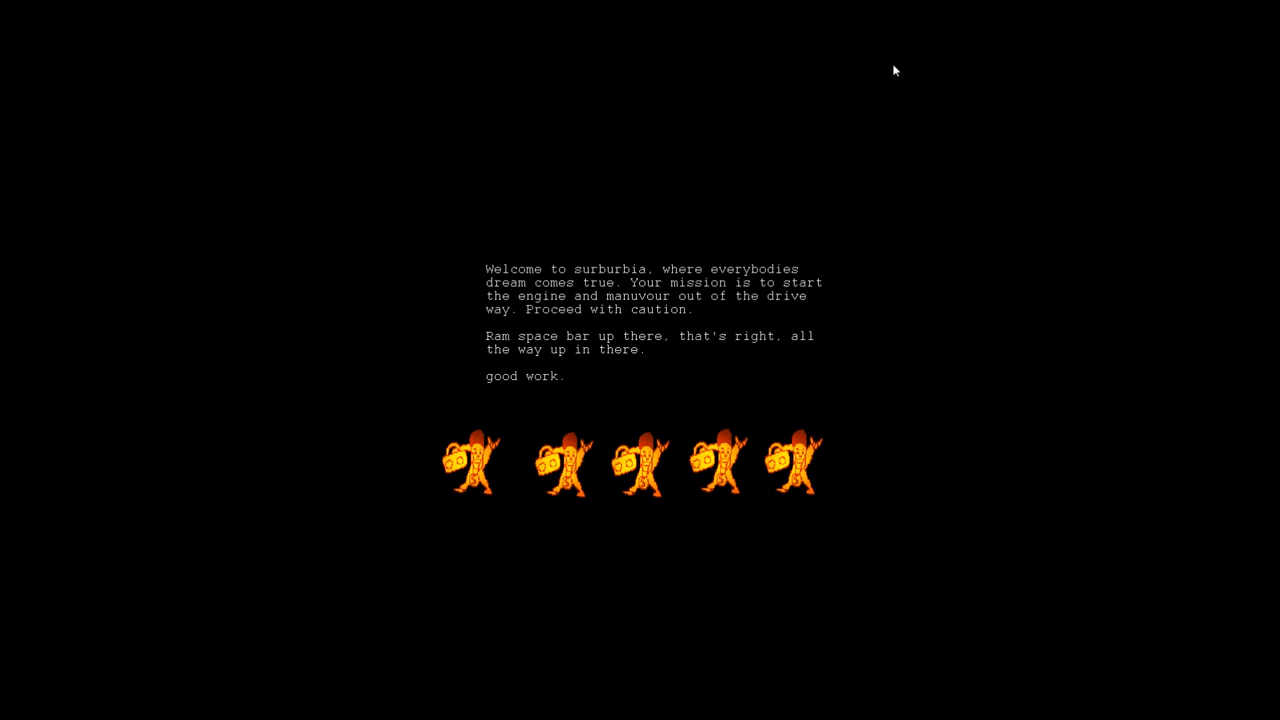 Welcome to surburbia, where everybodies
dream comes true. Your mission is to start
the engine and manuvour out of the drive
way. Proceed with caution.
Ram space bar up there, that's right, all
the way up in there.
good work.